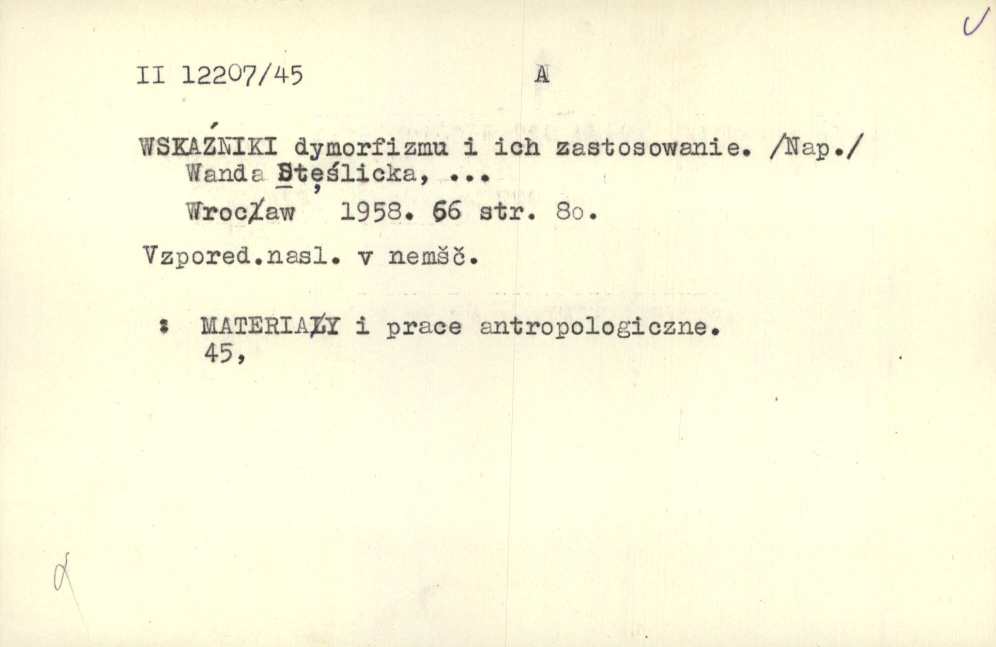 II 12207/45 A
WSKAŹNIKI dymorfizmu i ich zastosowanie. /Nap./
Wanda Stęślicka, ...
Wrocław 1958. 66 str. 8o.
Vzpored.nasl. v nemšč.
: MATERIAŁY i prace antropologiczne.
45,